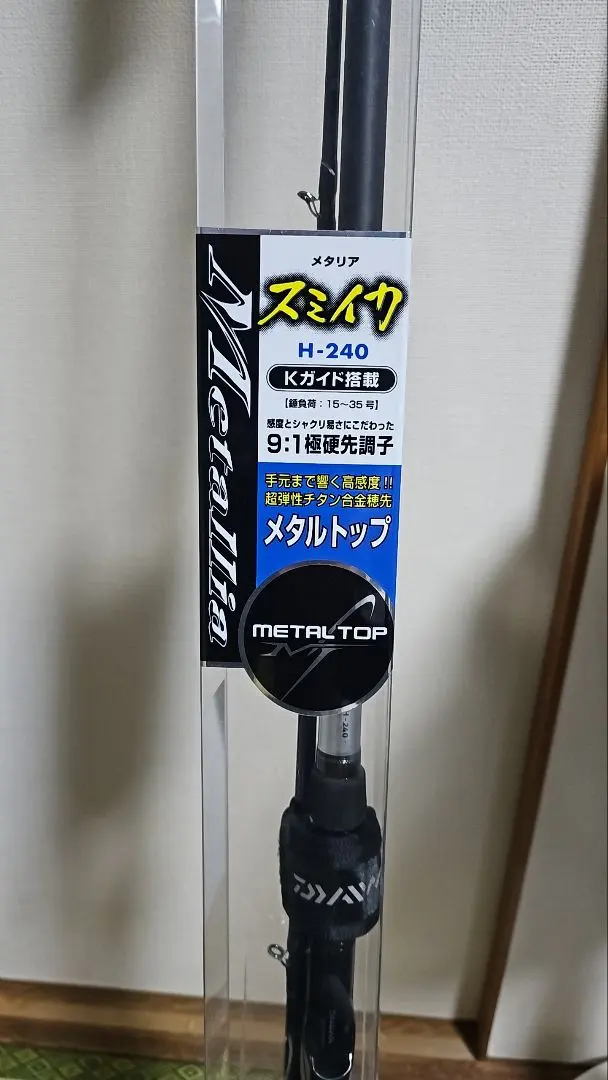 Metallia
メタリア
スミイカ
H-240
Kガイド搭載
【錘負荷：15～35号】
感度とシャクリ易さにこだわった
9:1極硬先調子
手元まで響く高感度!!
超弾性チタン合金穂先
メタルトップ
METAL TOP
MT
H-240
DAIWA